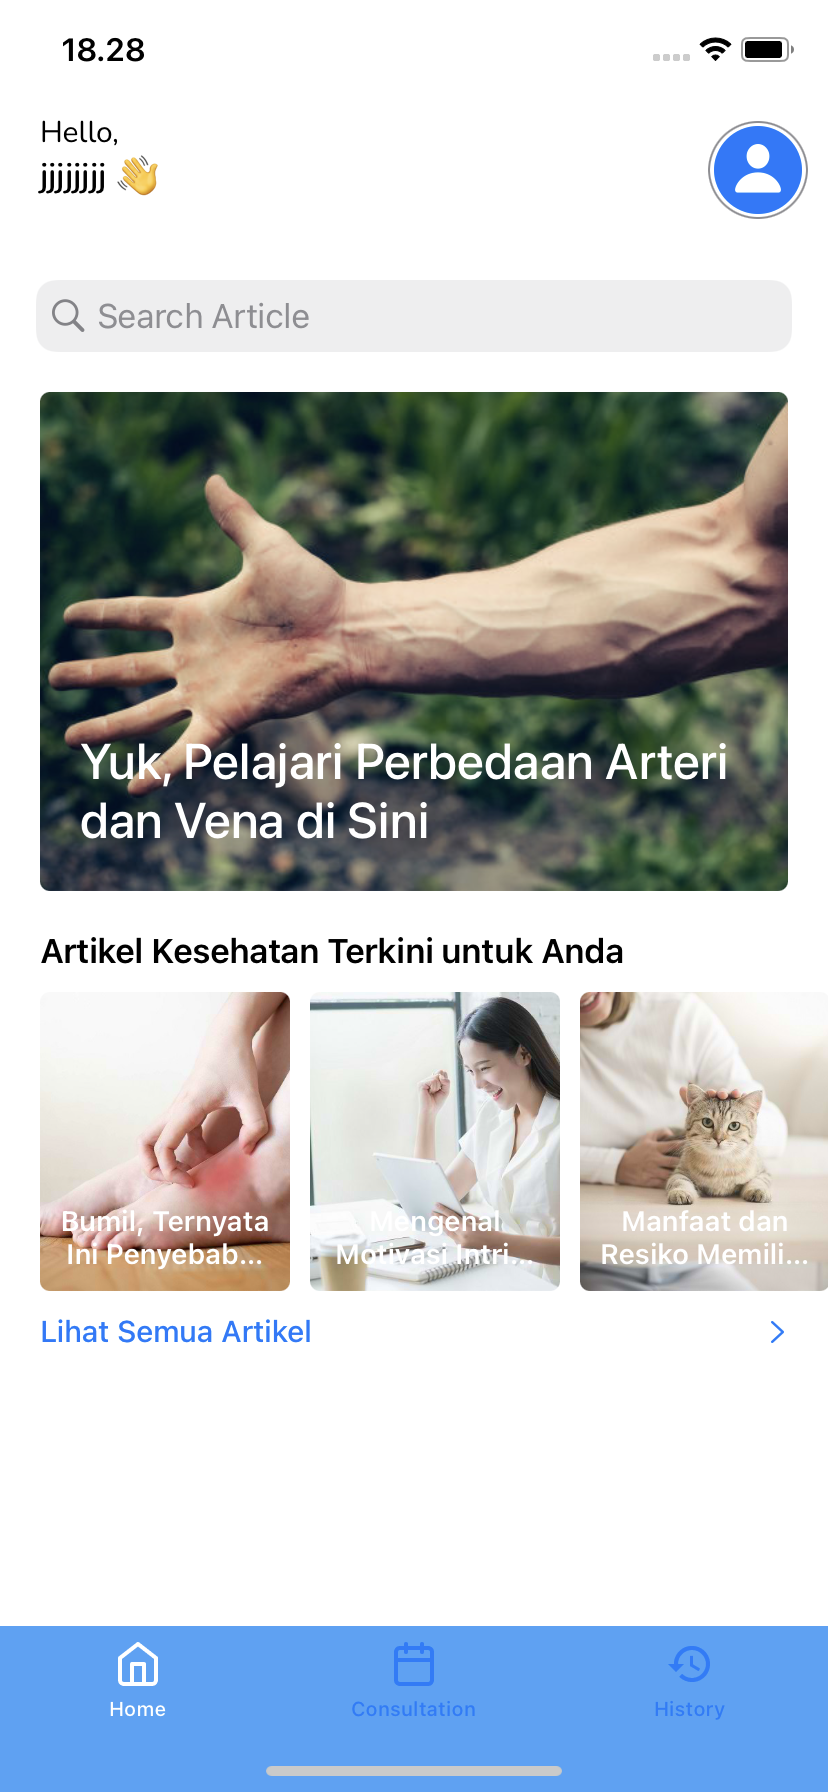 18.28
Hello,
jjjjjjjj 👋
Search Article
Yuk, Pelajari Perbedaan Arteri
dan Vena di Sini
Artikel Kesehatan Terkini untuk Anda
Bumil, Ternyata
Ini Penyebab...
Mengenal
Motivasi Intri...
Manfaat dan
Resiko Memili...
Lihat Semua Artikel
Home
Consultation
History